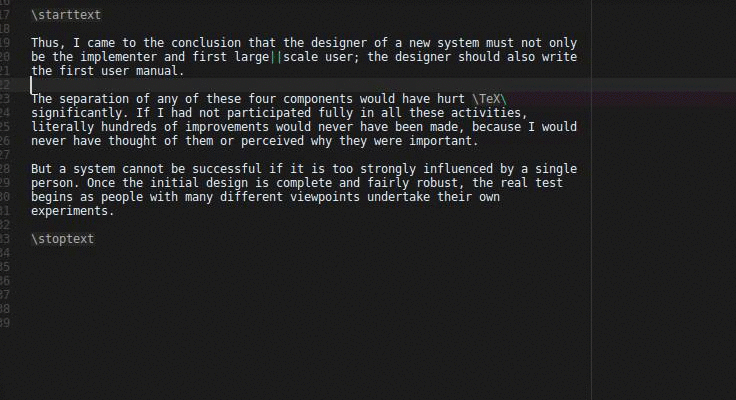 16
17 \starttext
18
19 Thus, I came to the conclusion that the designer of a new system must not only
20 be the implementer and first large||scale user; the designer should also write
21 the first user manual.
22
23 The separation of any of these four components would have hurt \TeX\
24 significantly. If I had not participated fully in all these activities,
25 literally hundreds of improvements would never have been made, because I would
26 never have thought of them or perceived why they were important.
27
28 But a system cannot be successful if it is too strongly influenced by a single
29 person. Once the initial design is complete and fairly robust, the real test
30 begins as people with many different viewpoints undertake their own
31 experiments.
32
33 \stoptext
34
35
36
37
38
39